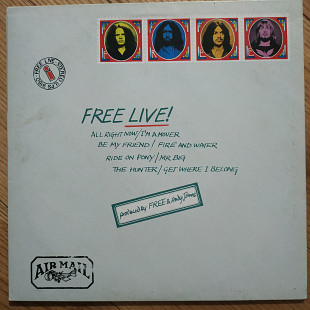 FREE LIVE!
ALL RIGHT NOW/I'M A MOVER
BE MY FRIEND/FIRE AND WATER
RIDE ON PONY/MR BIG
THE HUNTER/GET WHERE I BELONG
produced by FREE & Andy Johns
AIR MAIL